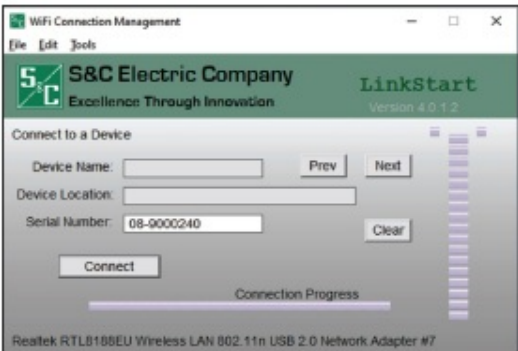 WiFi Connection Management
File Edit Tools
S&C
S&C Electric Company
Excellence Through Innovation
LinkStart
Version 4.0.1.2
Connect to a Device
Device Name: Prev Next
Device Location:
Serial Number: 08-9000240
Clear
Connect
Connection Progress
Realtek RTL8188EU Wireless LAN 802.11n USB 2.0 Network Adapter #7